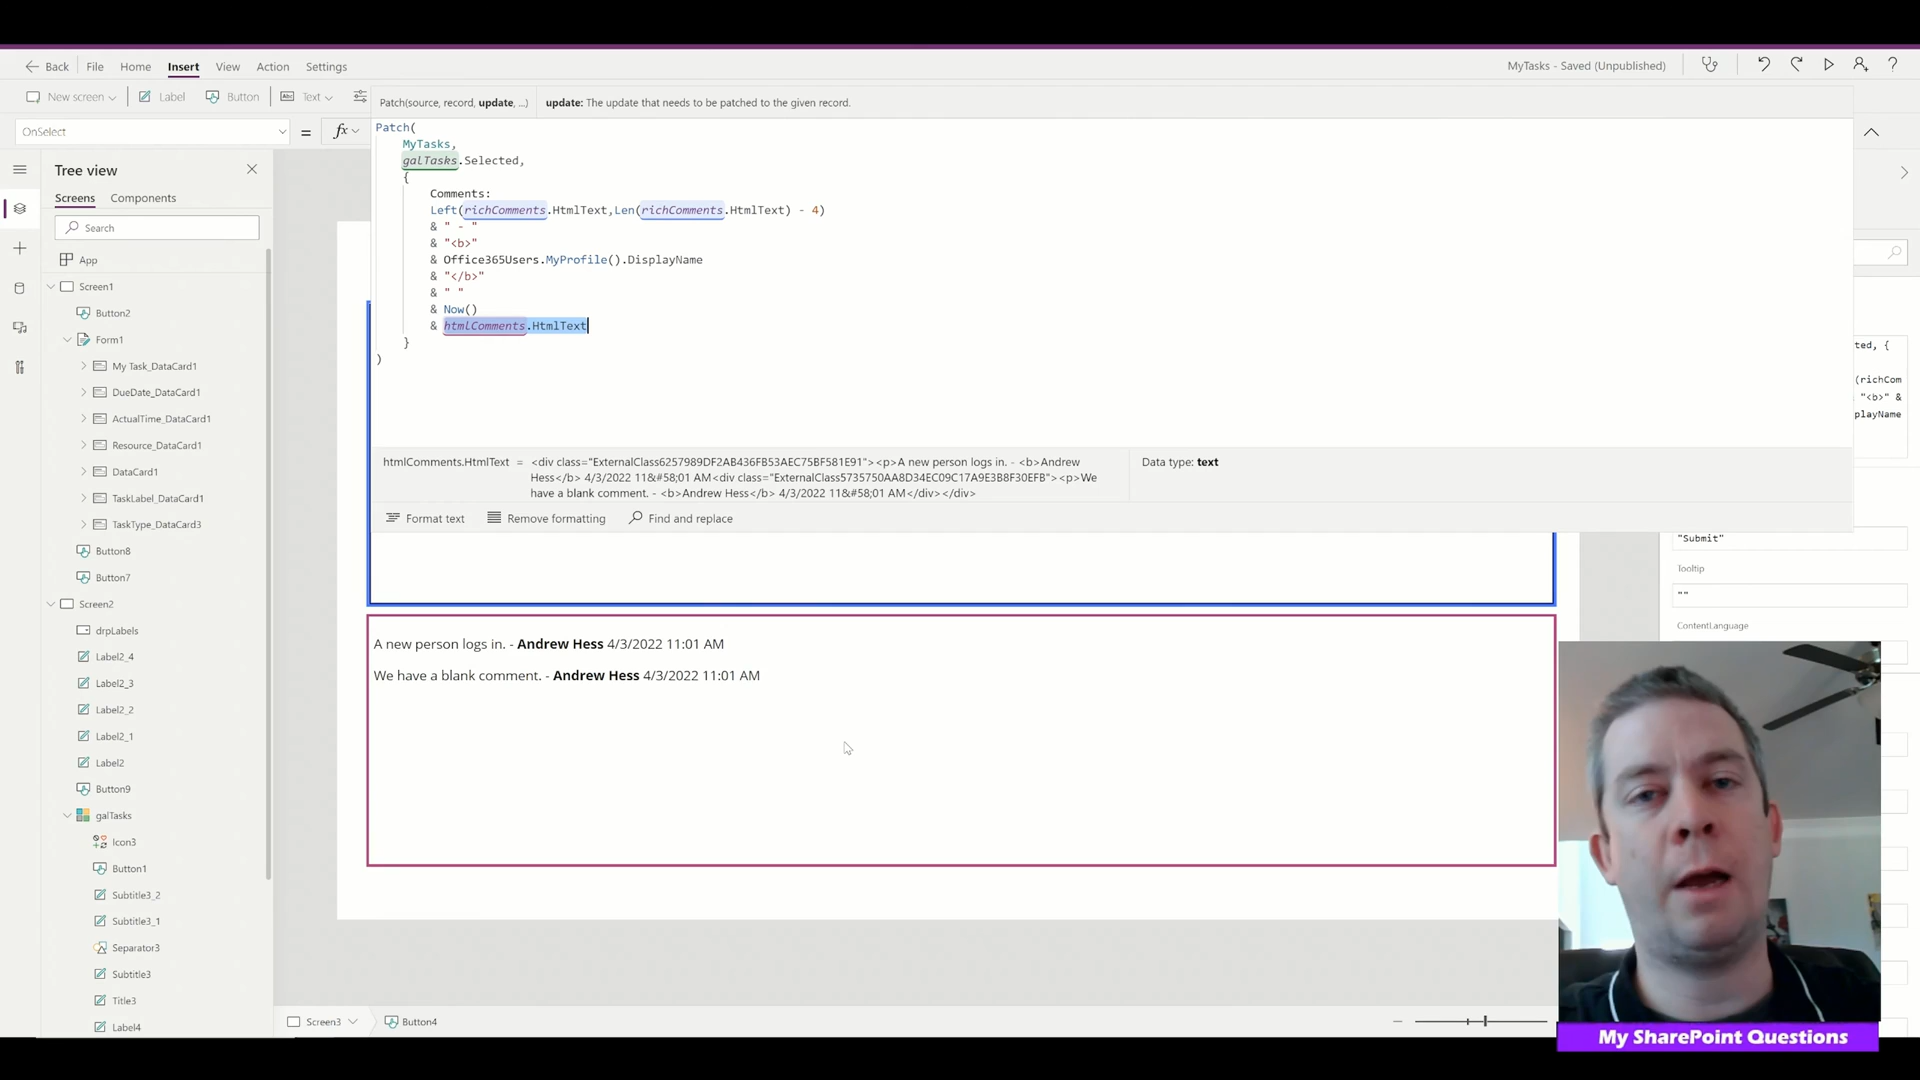 Back File Home Insert View Action Settings MyTasks - Saved (Unpublished) ?
New screen Label Button Text
Patch(source, record, update, ...) update: The update that needs to be patched to the given record.
OnSelect = fx
Patch(
MyTasks,
galTasks.Selected,
{
Comments:
Left(richComments.HtmlText,Len(richComments.HtmlText) - 4)
& " - "
& "<b>"
& Office365Users.MyProfile().DisplayName
& "</b>"
& " "
& Now()
& htmlComments.HtmlText
}
)
htmlComments.HtmlText = <div class="ExternalClass6257989DF2AB436FB53AEC75BF581E91"><p>A new person logs in. - <b>Andrew
Hess</b> 4/3/2022 11&#58;01 AM<div class="ExternalClass5735750AA8D34EC09C17A9E3B8F30EFB"><p>We
have a blank comment. - <b>Andrew Hess</b> 4/3/2022 11&#58;01 AM</div></div>
Data type: text
Format text Remove formatting Find and replace
Tree view
Screens Components
Search
App
Screen1
Button2
Form1
My Task_DataCard1
DueDate_DataCard1
ActualTime_DataCard1
Resource_DataCard1
DataCard1
TaskLabel_DataCard1
TaskType_DataCard3
Button8
Button7
Screen2
drpLabels
Label2_4
Label2_3
Label2_2
Label2_1
Label2
Button9
galTasks
Icon3
Button1
Subtitle3_2
Subtitle3_1
Separator3
Subtitle3
Title3
Label4
A new person logs in. - Andrew Hess 4/3/2022 11:01 AM
We have a blank comment. - Andrew Hess 4/3/2022 11:01 AM
ted, {
(richCom
"<b>" &
playName
"Submit"
Tooltip
""
ContentLanguage
Screen3 Button4
My SharePoint Questions